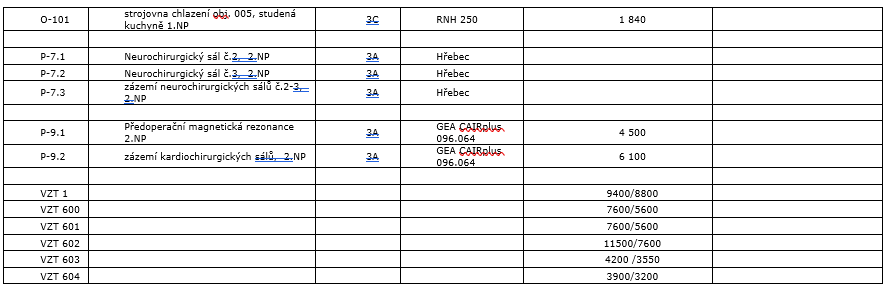 O-101 strojovna chlazení obj. 005, studená kuchyně 1.NP 3C RNH 250 1 840
P-7.1 Neurochirurgický sál č.2, 2.NP 3A Hřebec
P-7.2 Neurochirurgický sál č.3, 2.NP 3A Hřebec
P-7.3 zázemí neurochirurgických sálů č.2-3, 2.NP 3A Hřebec
P-9.1 Předoperační magnetická rezonance 2.NP 3A GEA CAIRplus 096.064 4 500
P-9.2 zázemí kardiochirurgických sálů, 2.NP 3A GEA CAIRplus 096.064 6 100
VZT 1 9400/8800
VZT 600 7600/5600
VZT 601 7600/5600
VZT 602 11500/7600
VZT 603 4200 /3550
VZT 604 3900/3200